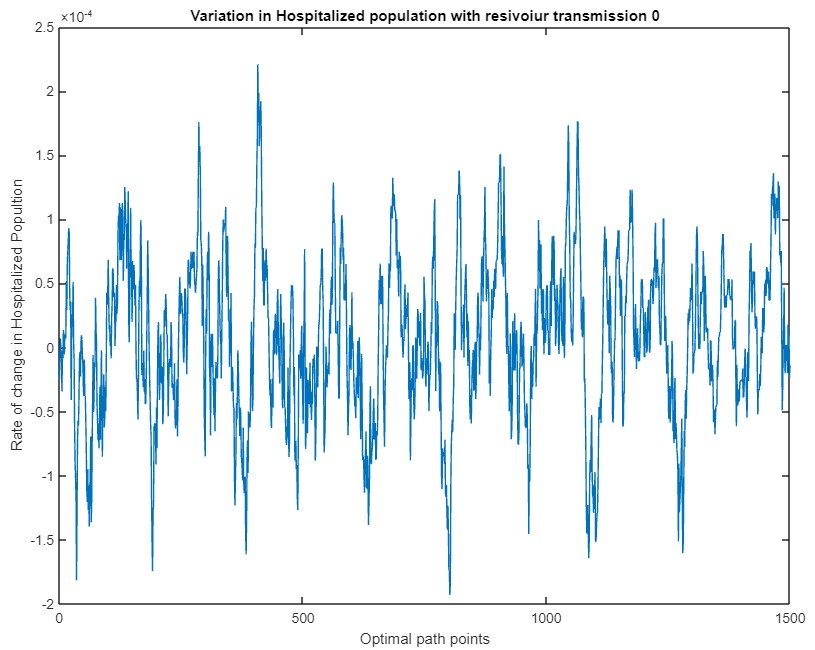 Variation in Hospitalized population with resivoiur transmission 0
×10-4
2.5
2
1.5
1
0.5
0
-0.5
-1
-1.5
-2
Rate of change in Hospitalized Popultion
0 500 1000 1500
Optimal path points